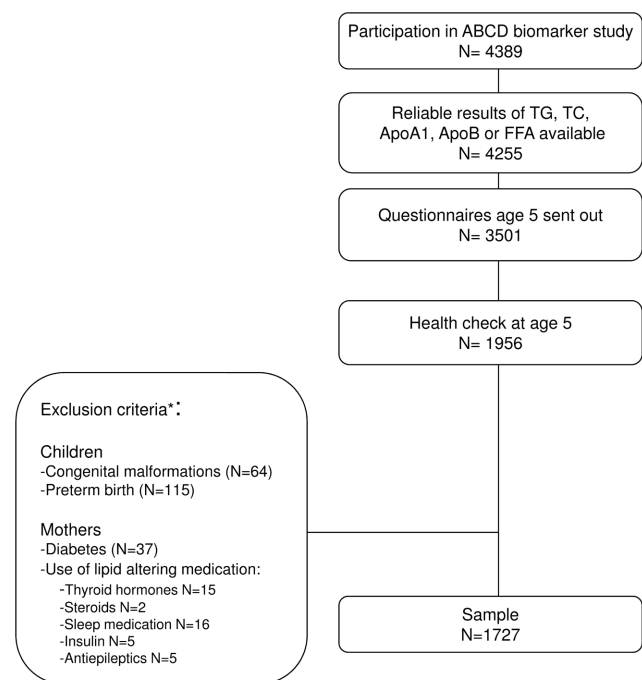 Participation in ABCD biomarker study
N= 4389
Reliable results of TG, TC,
ApoA1, ApoB or FFA available
N= 4255
Questionnaires age 5 sent out
N= 3501
Health check at age 5
N= 1956
Exclusion criteria*:
Children
-Congenital malformations (N=64)
-Preterm birth (N=115)
Mothers
-Diabetes (N=37)
-Use of lipid altering medication:
-Thyroid hormones N=15
-Steroids N=2
-Sleep medication N=16
-Insulin N=5
-Antiepileptics N=5
Sample
N=1727